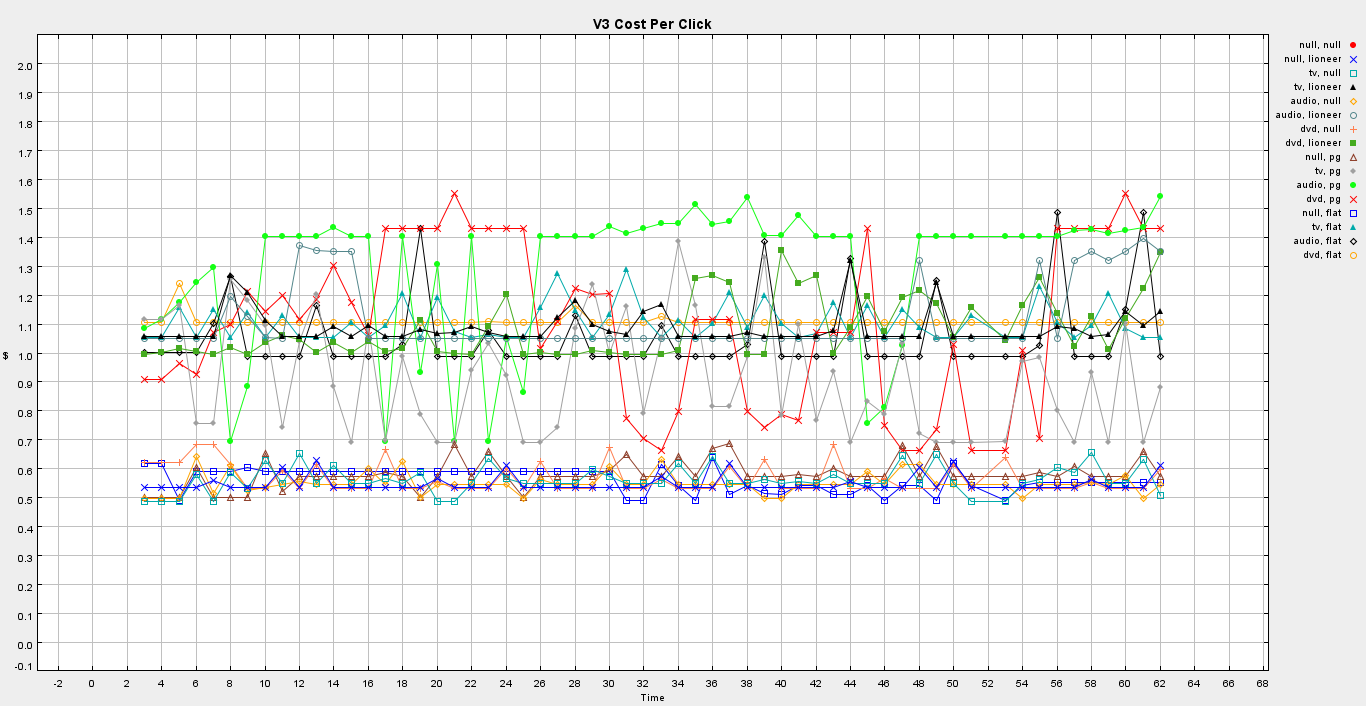 V3 Cost Per Click
null, null
null, lioneer
tv, null
tv, lioneer
audio, null
audio, lioneer
dvd, null
dvd, lioneer
null, pg
tv, pg
audio, pg
dvd, pg
null, flat
tv, flat
audio, flat
dvd, flat
2.0
1.9
1.8
1.7
1.6
1.5
1.4
1.3
1.2
1.1
1.0
0.9
0.8
0.7
0.6
0.5
0.4
0.3
0.2
0.1
0.0
-0.1
$
-2 0 2 4 6 8 10 12 14 16 18 20 22 24 26 28 30 32 34 36 38 40 42 44 46 48 50 52 54 56 58 60 62 64 66 68
Time